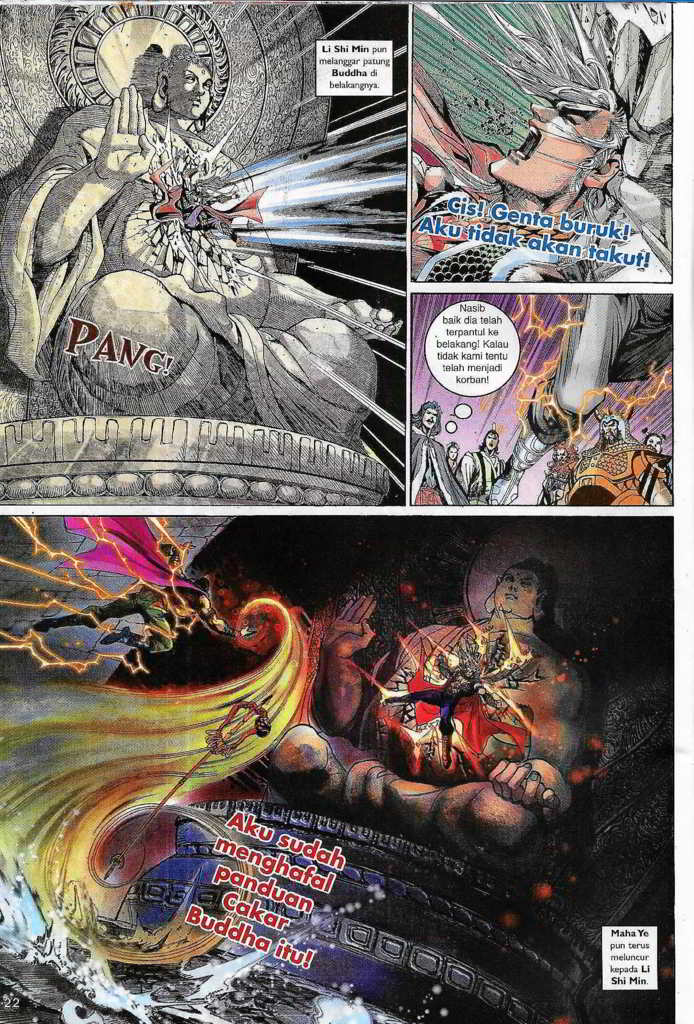 Li Shi Min pun
melanggar patung
Buddha di
belakangnya.
PANG!
Cis! Genta buruk!
Aku tidak akan takut!
Nasib
baik dia telah
terpantul ke
belakang! Kalau
tidak kami tentu
telah menjadi
korban!
Aku sudah
menghafal
panduan
Cakar
Buddha itu!
Maha Ye
pun terus
meluncur
kepada Li
Shi Min.
22